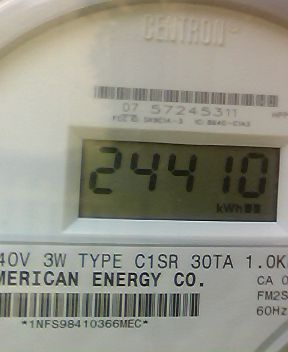 CENTRON
07 57245311
24410
kWh
40V 3W TYPE C1SR 30TA 1.0K
MERICAN ENERGY CO.
CA 0
FM2S
60Hz
*1NFS98410366MEC*